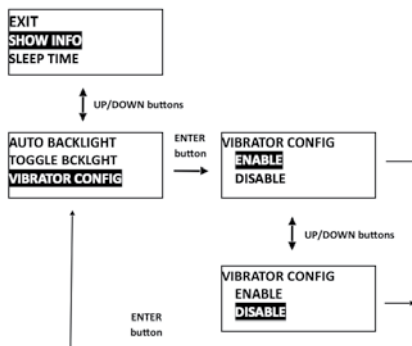 EXIT
SHOW INFO
SLEEP TIME
UP/DOWN buttons
AUTO BACKLIGHT
TOGGLE BCKLGHT
VIBRATOR CONFIG
ENTER
button
VIBRATOR CONFIG
ENABLE
DISABLE
UP/DOWN buttons
VIBRATOR CONFIG
ENABLE
DISABLE
ENTER
button